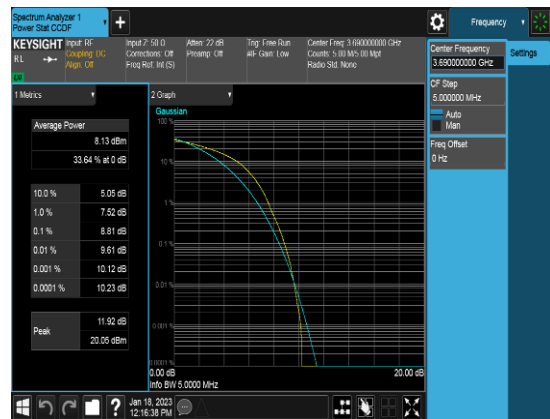 Spectrum Analyzer 1
Power Stat CCDF
+
Frequency
KEYSIGHT
RL
LXI
Input: RF
Coupling: DC
Align: Off
Input Z: 50 Ω
Corrections: Off
Freq Ref: Int (S)
Atten: 22 dB
Preamp: Off
Trig: Free Run
#IF Gain: Low
Center Freq: 3.690000000 GHz
Counts: 5.00 M/5.00 Mpt
Radio Std: None
Center Frequency
3.690000000 GHz
Settings
CF Step
5.000000 MHz
Auto
Man
Freq Offset
0 Hz
1 Metrics
Average Power
8.13 dBm
33.64 % at 0 dB
10.0 % 5.05 dB
1.0 % 7.52 dB
0.1 % 8.81 dB
0.01 % 9.61 dB
0.001 % 10.12 dB
0.0001 % 10.23 dB
Peak
11.92 dB
20.05 dBm
2 Graph
Gaussian
100 %
10 %
1 %
0.1 %
0.01 %
0.001 %
0.0001 %
0.00 dB 20.00 dB
Info BW 5.0000 MHz
?
Jan 18, 2023
12:16:38 PM